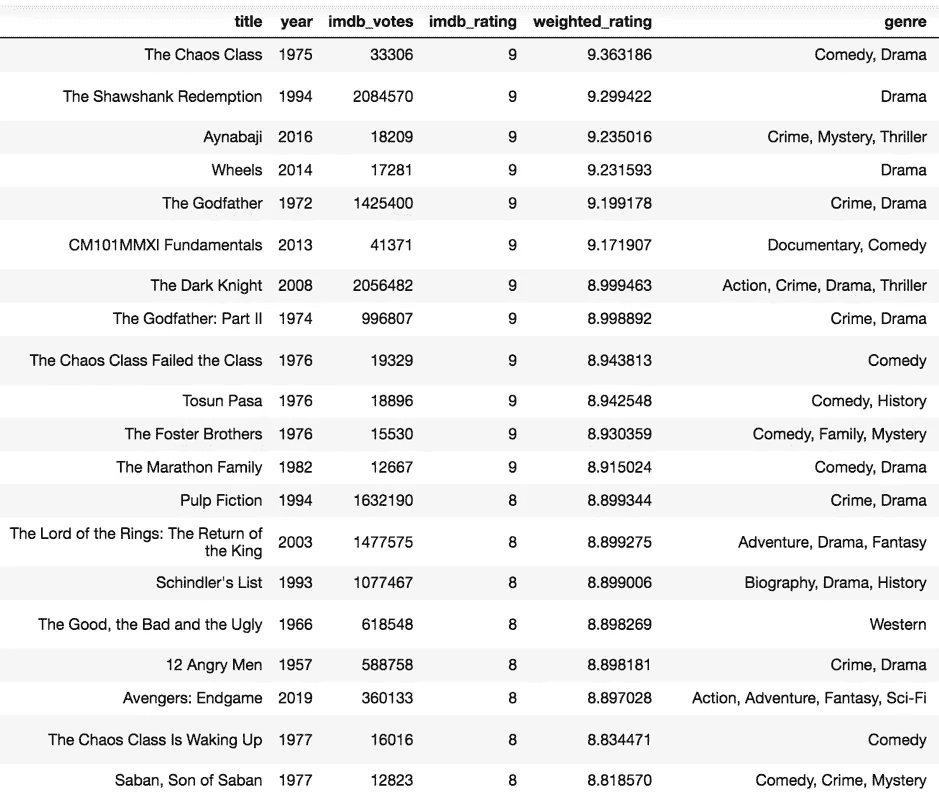 title year imdb_votes imdb_rating weighted_rating genre
The Chaos Class 1975 33306 9 9.363186 Comedy, Drama
The Shawshank Redemption 1994 2084570 9 9.299422 Drama
Aynabaji 2016 18209 9 9.235016 Crime, Mystery, Thriller
Wheels 2014 17281 9 9.231593 Drama
The Godfather 1972 1425400 9 9.199178 Crime, Drama
CM101MMXI Fundamentals 2013 41371 9 9.171907 Documentary, Comedy
The Dark Knight 2008 2056482 9 8.999463 Action, Crime, Drama, Thriller
The Godfather: Part II 1974 996807 9 8.998892 Crime, Drama
The Chaos Class Failed the Class 1976 19329 9 8.943813 Comedy
Tosun Pasa 1976 18896 9 8.942548 Comedy, History
The Foster Brothers 1976 15530 9 8.930359 Comedy, Family, Mystery
The Marathon Family 1982 12667 9 8.915024 Comedy, Drama
Pulp Fiction 1994 1632190 8 8.899344 Crime, Drama
The Lord of the Rings: The Return of
the King 2003 1477575 8 8.899275 Adventure, Drama, Fantasy
Schindler's List 1993 1077467 8 8.899006 Biography, Drama, History
The Good, the Bad and the Ugly 1966 618548 8 8.898269 Western
12 Angry Men 1957 588758 8 8.898181 Crime, Drama
Avengers: Endgame 2019 360133 8 8.897028 Action, Adventure, Fantasy, Sci-Fi
The Chaos Class Is Waking Up 1977 16016 8 8.834471 Comedy
Saban, Son of Saban 1977 12823 8 8.818570 Comedy, Crime, Mystery